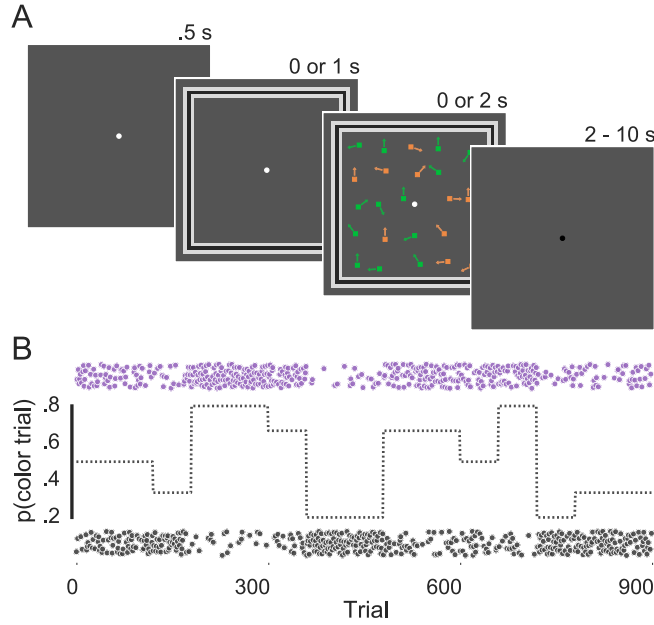 A
.5 s
0 or 1 s
0 or 2 s
2 - 10 s
B
p(color trial)
.8
.6
.4
.2
0 300 600 900
Trial